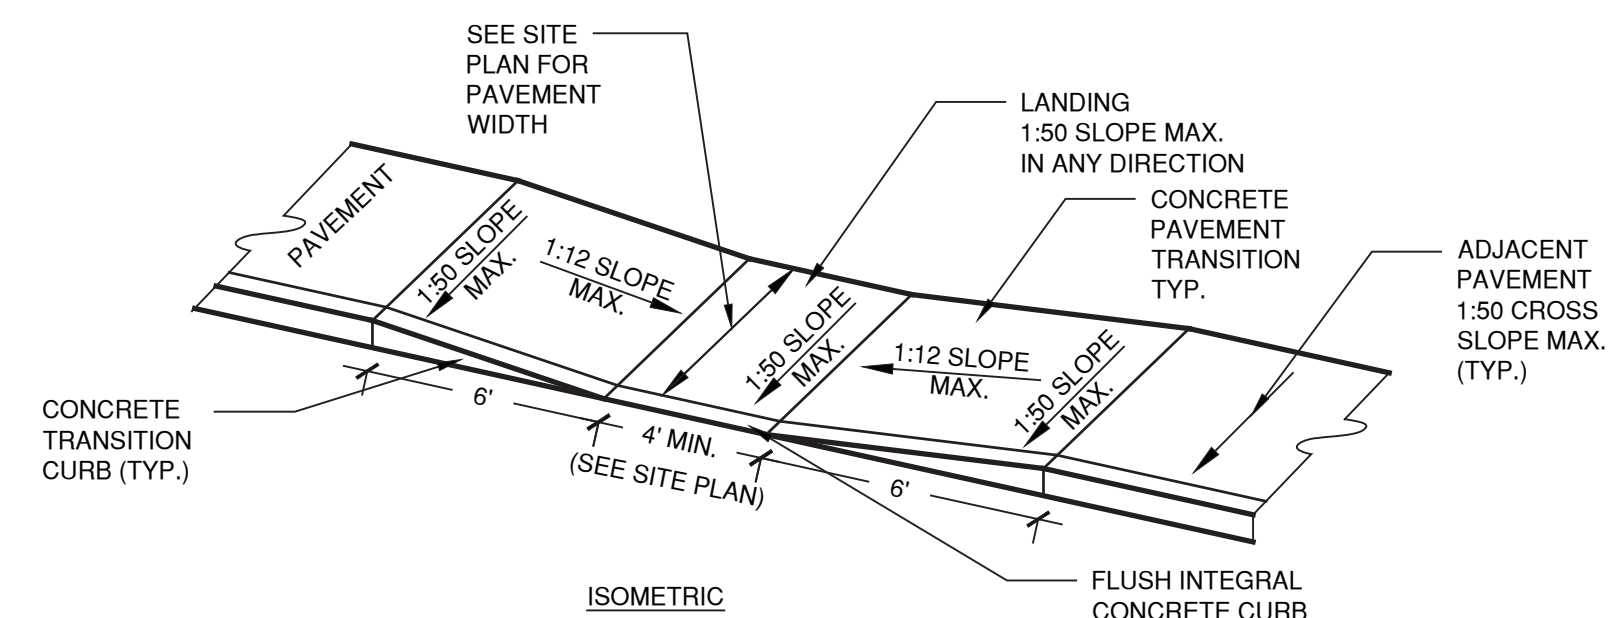 SEE SITE
PLAN FOR
PAVEMENT
WIDTH
LANDING
1:50 SLOPE MAX.
IN ANY DIRECTION
CONCRETE
PAVEMENT
TRANSITION
TYP.
ADJACENT
PAVEMENT
1:50 CROSS
SLOPE MAX.
(TYP.)
PAVEMENT
1:50 SLOPE
MAX.
1:12 SLOPE
MAX.
1:50 SLOPE
MAX.
1:12 SLOPE
MAX.
1:50 SLOPE
MAX.
CONCRETE
TRANSITION
CURB (TYP.)
6'
4' MIN.
(SEE SITE PLAN)
6'
ISOMETRIC
FLUSH INTEGRAL
CONCRETE CURB